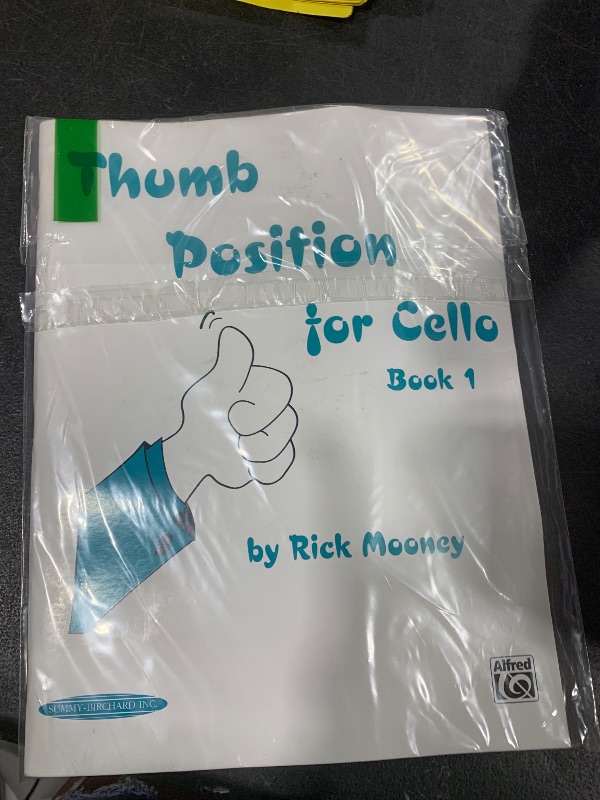 Thumb
Position
for Cello
Book 1
by Rick Mooney
Alfred
SUMMY-BIRCHARD INC.